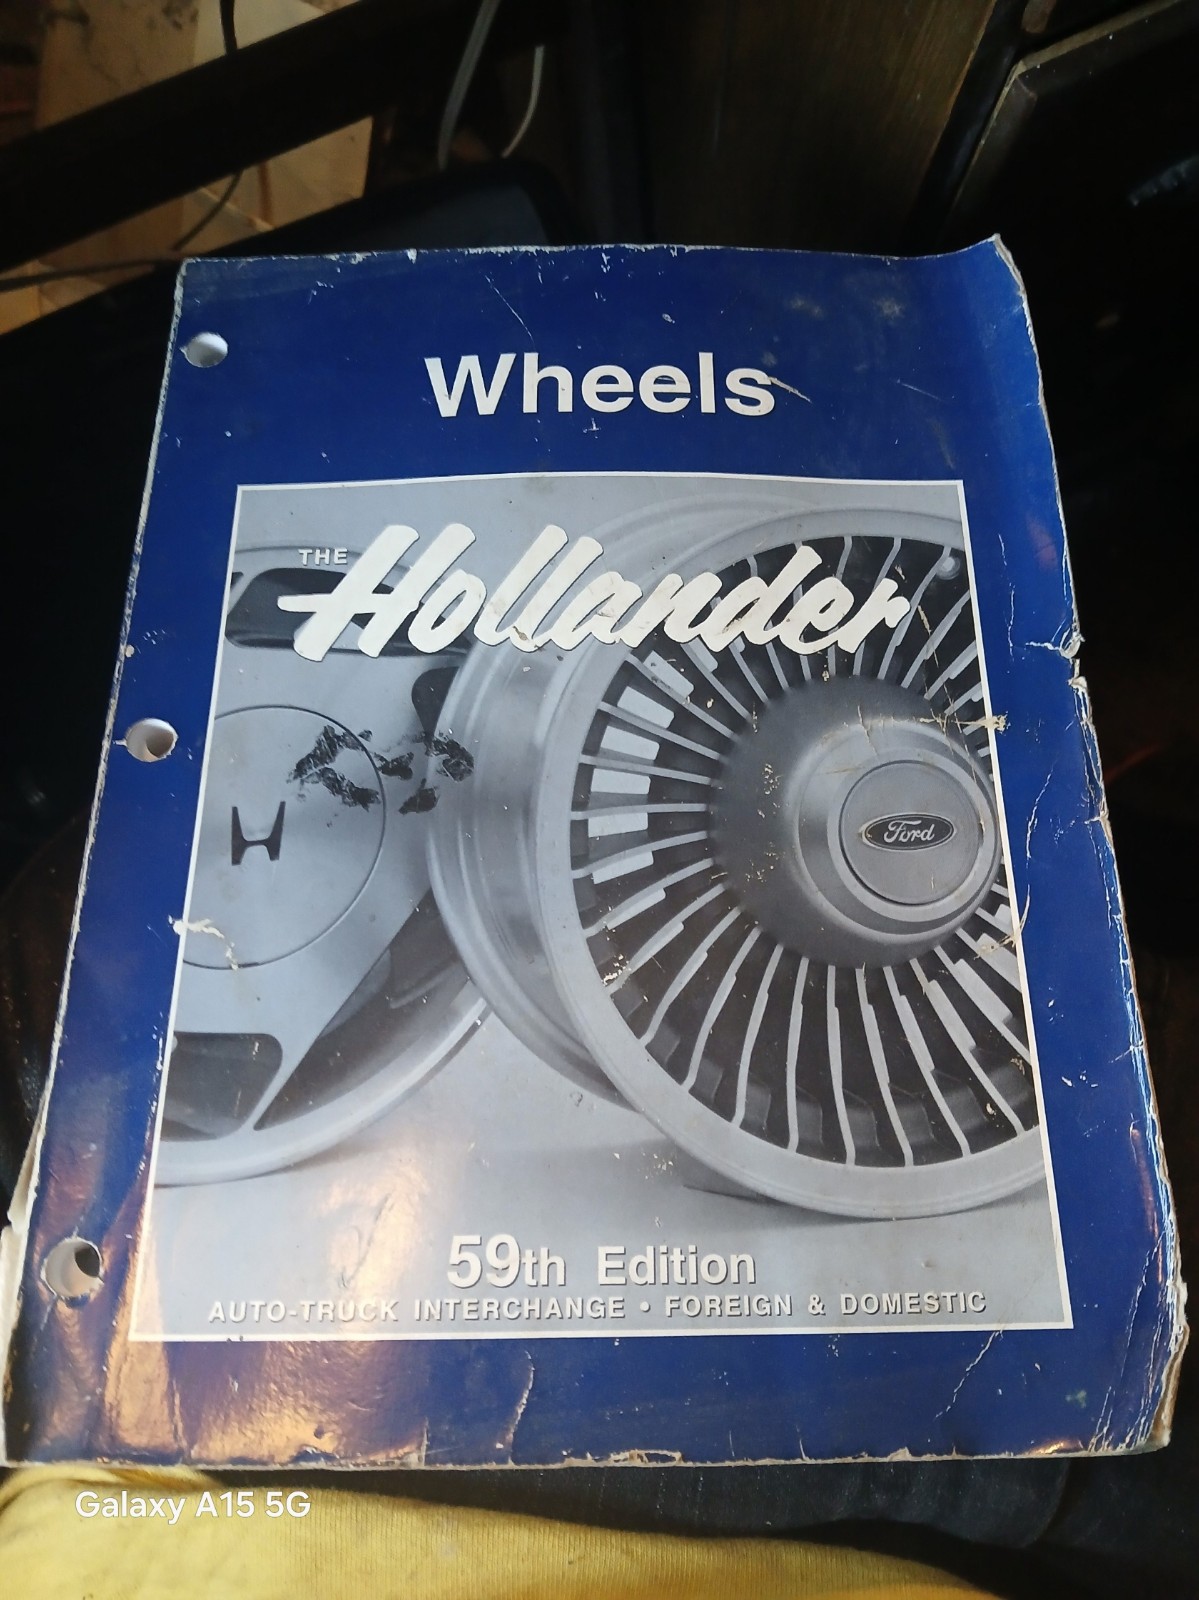 Wheels
THE Hollander
Ford
59th Edition
AUTO-TRUCK INTERCHANGE • FOREIGN & DOMESTIC
Galaxy A15 5G